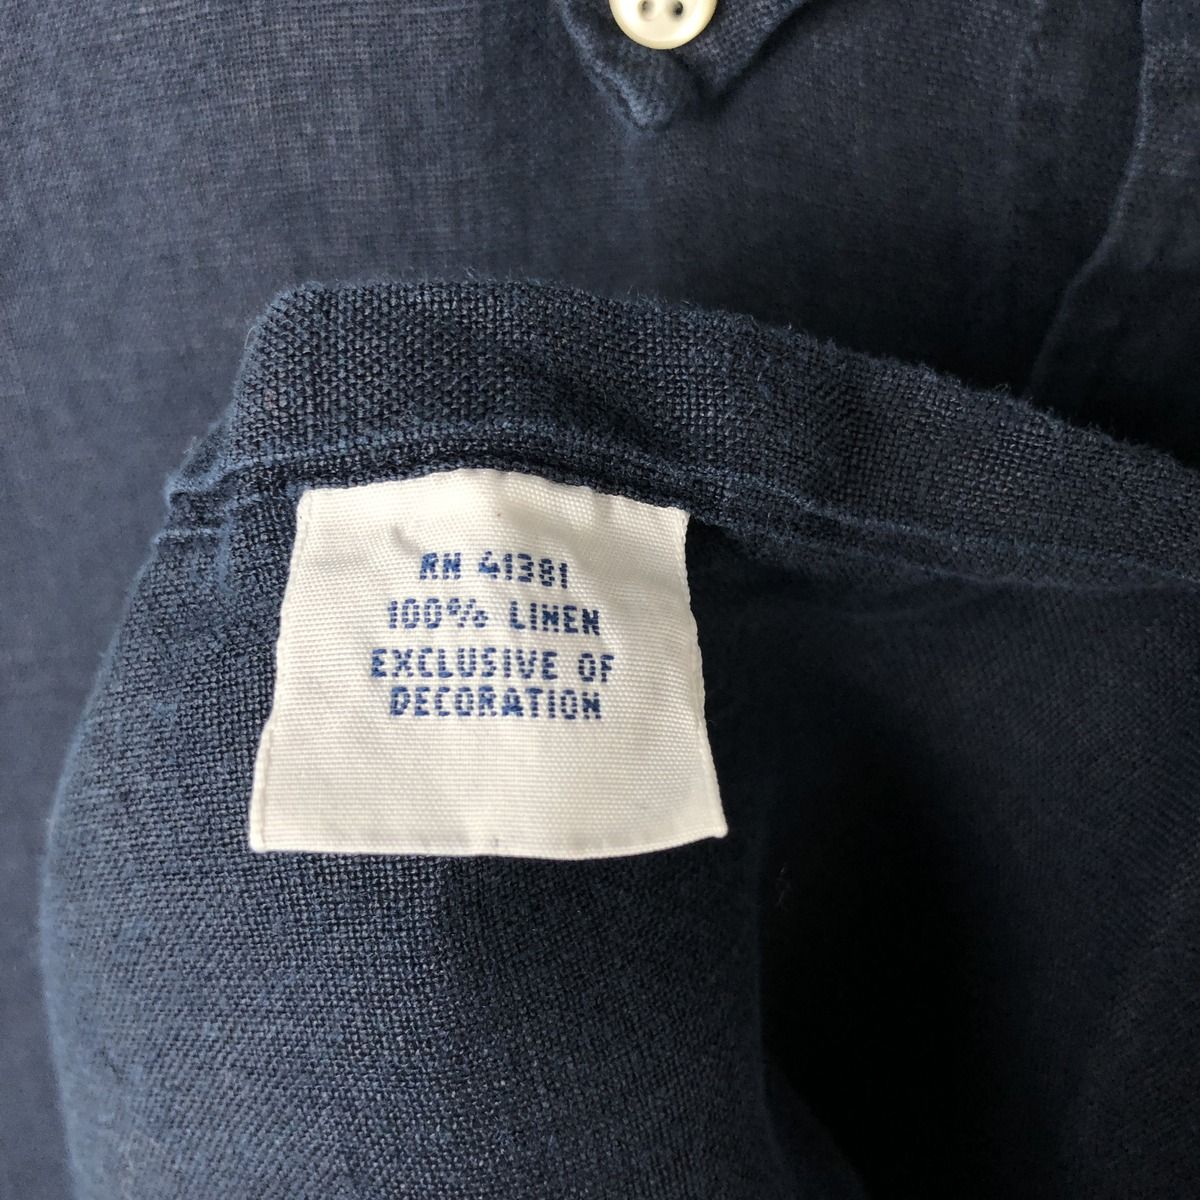 RN 41381
100% LINEN
EXCLUSIVE OF
DECORATION